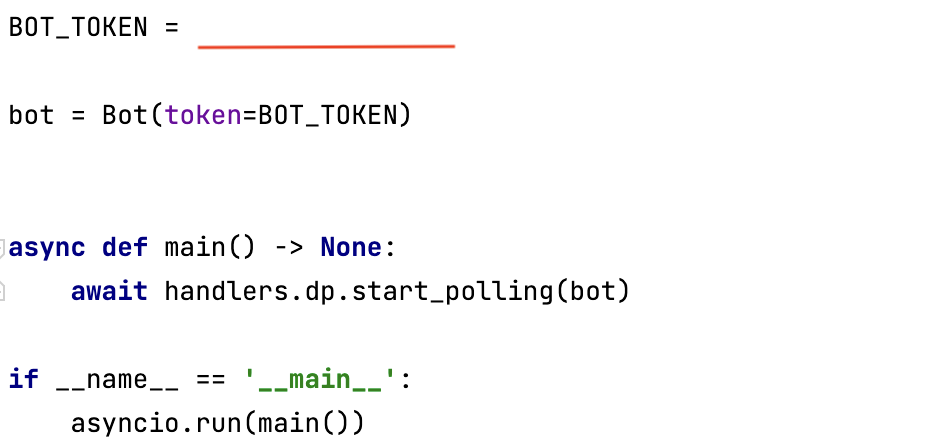 BOT_TOKEN =
bot = Bot(token=BOT_TOKEN)
async def main() -> None:
    await handlers.dp.start_polling(bot)
if __name__ == '__main__':
    asyncio.run(main())